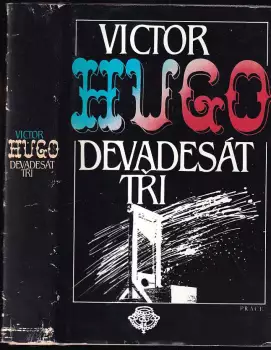 VICTOR
HUGO
DEVADESÁT
TŘI
VICTOR
HUGO
DEVADESÁT
TŘI
PRÁCE